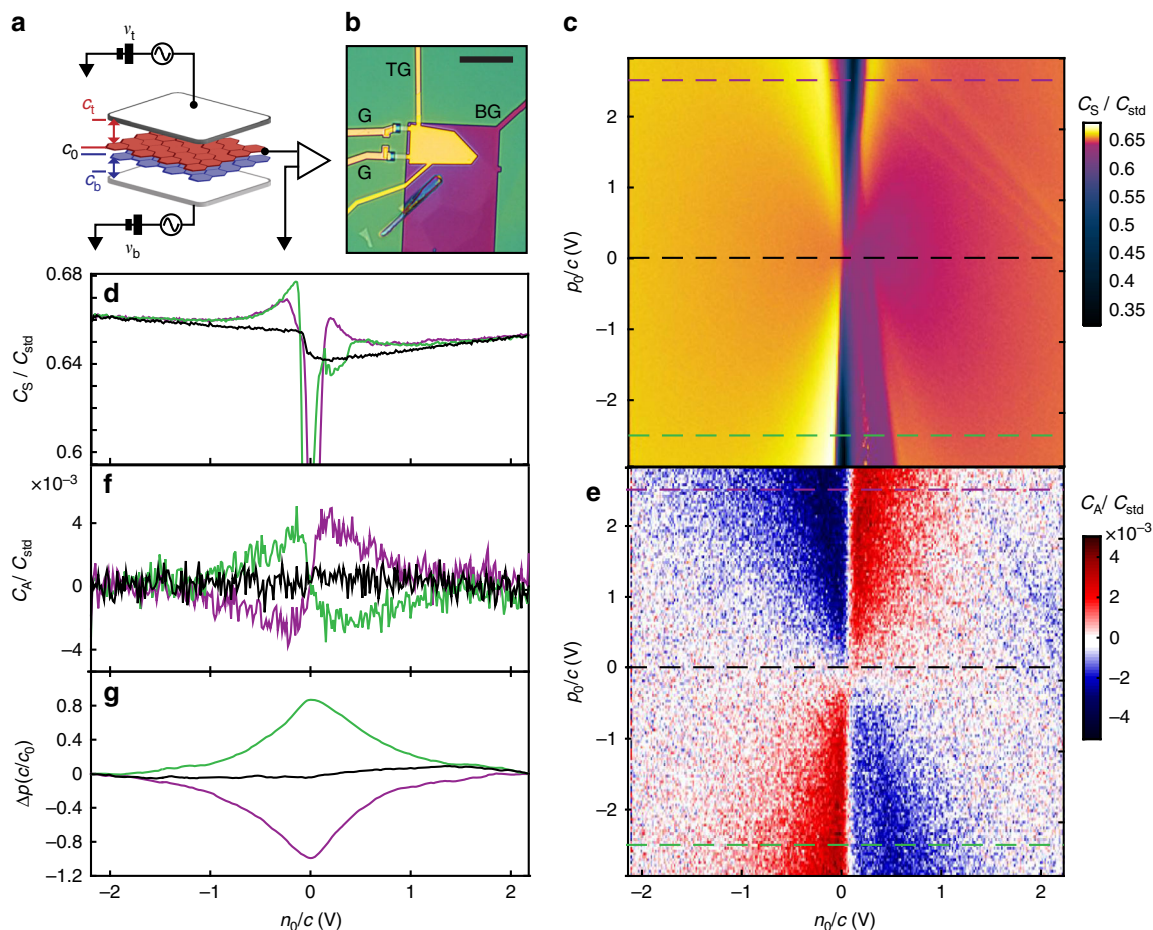 a
v_t
c_t
c_0
c_b
v_b
b
TG
BG
G
G
c
p_0/c (V)
2
1
0
−1
−2
C_S / C_std
0.65
0.6
0.55
0.5
0.45
0.4
0.35
d
C_S / C_std
0.68
0.64
0.6
f
×10^−3
C_A / C_std
4
0
−4
g
Δp(c/c_0)
0.8
0.4
0
−0.4
−0.8
−1.2
−2
−1
0
1
2
n_0/c (V)
e
p_0/c (V)
2
1
0
−1
−2
−2
−1
0
1
2
n_0/c (V)
C_A/ C_std
×10^−3
4
2
0
−2
−4